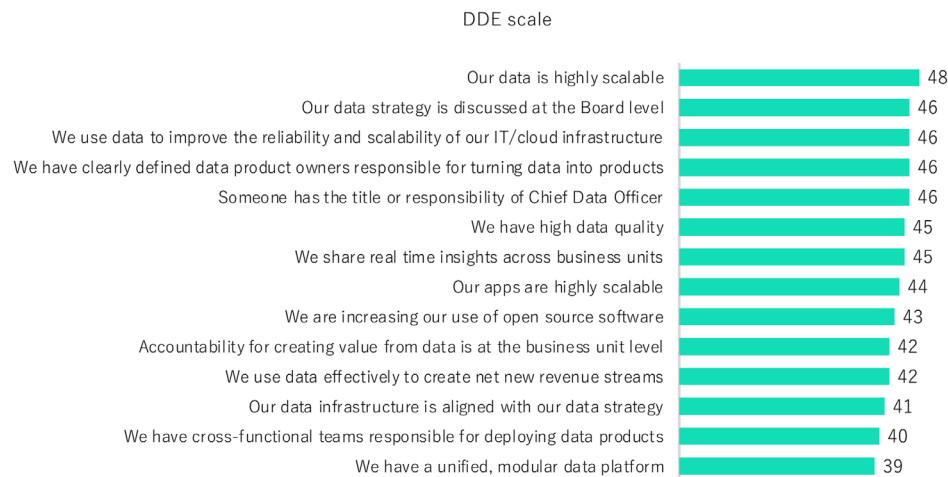 DDE scale
Our data is highly scalable 48
Our data strategy is discussed at the Board level 46
We use data to improve the reliability and scalability of our IT/cloud infrastructure 46
We have clearly defined data product owners responsible for turning data into products 46
Someone has the title or responsibility of Chief Data Officer 46
We have high data quality 45
We share real time insights across business units 45
Our apps are highly scalable 44
We are increasing our use of open source software 43
Accountability for creating value from data is at the business unit level 42
We use data effectively to create net new revenue streams 42
Our data infrastructure is aligned with our data strategy 41
We have cross-functional teams responsible for deploying data products 40
We have a unified, modular data platform 39